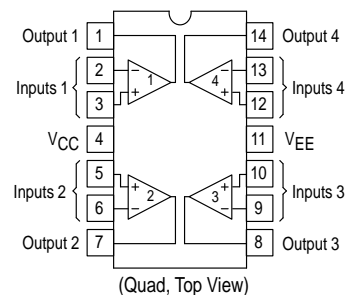 Output 1 1 14 Output 4
2 − − 13
Inputs 1 1 4 Inputs 4
3 + + 12
VCC 4 11 VEE
5 + + 10
Inputs 2 2 3 Inputs 3
6 − − 9
Output 2 7 8 Output 3
(Quad, Top View)